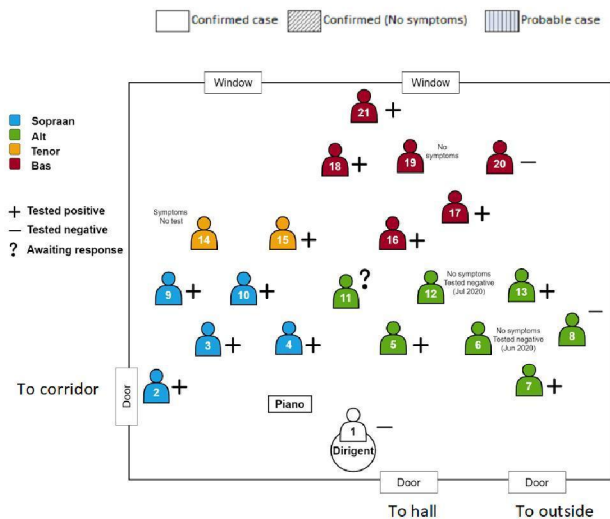 Confirmed case Confirmed (No symptoms) Probable case
Window Window
Sopraan
Alt
Tenor
Bas
+ Tested positive
— Tested negative
? Awaiting response
21 +
18 +
19 No
symptoms
20 —
17 +
Symptoms
No test
14
15 +
16 +
9 +
10 +
11 ?
12 No symptoms
Tested negative
(Jul 2020)
13 +
3 +
4 +
5 +
6 No symptoms
Tested negative
(Jun 2020)
8 —
To corridor
Door
2 +
7 +
Piano
1 —
Dirigent
Door Door
To hall To outside